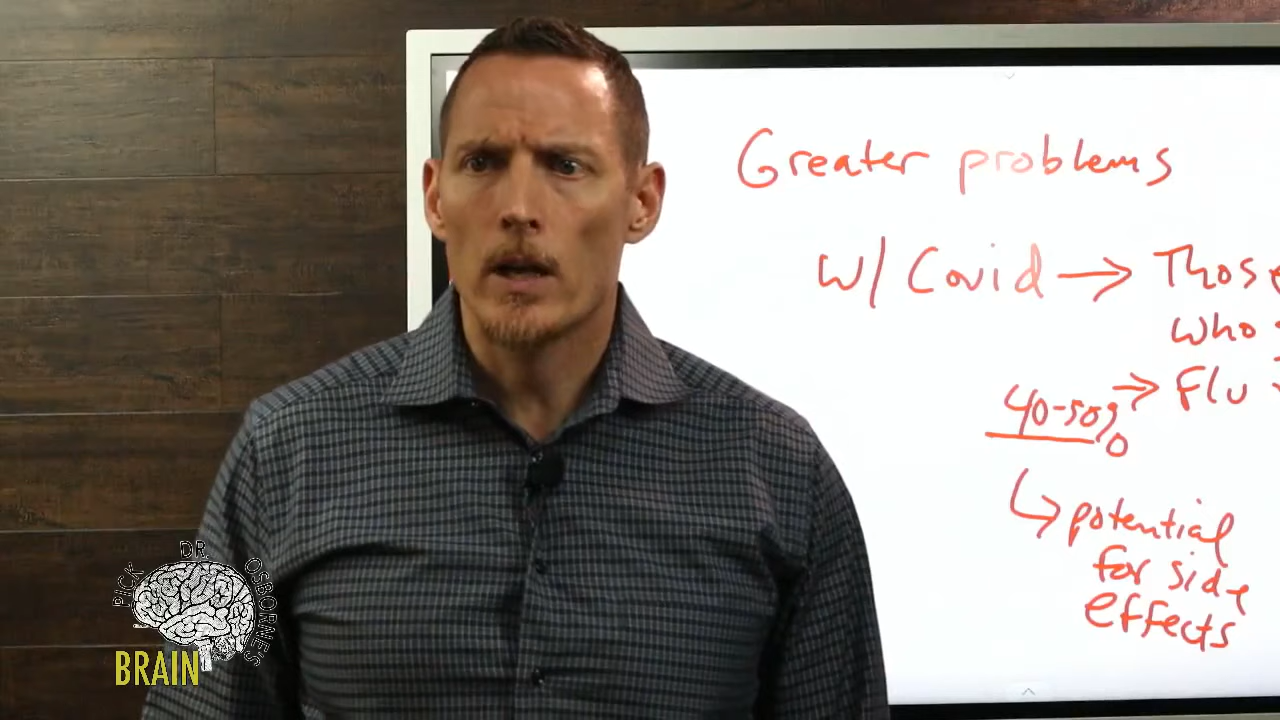 Greater problems
w/ Covid → Those
who
40-50% → Flu
↳ potential
for side
effects
PICK DR. OSBORNE'S
BRAIN